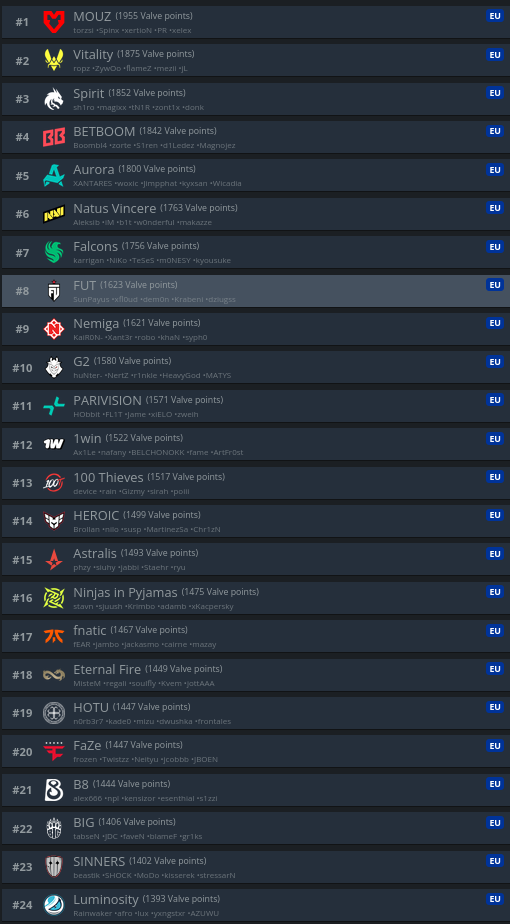 #1 MOUZ (1955 Valve points) EU
torzsi •Spinx •xertioN •PR •xelex
#2 Vitality (1875 Valve points) EU
ropz •ZywOo •flameZ •mezii •jL
#3 Spirit (1852 Valve points) EU
sh1ro •magixx •tN1R •zont1x •donk
#4 BETBOOM (1842 Valve points) EU
Boombl4 •zorte •S1ren •d1Ledez •Magnojez
#5 Aurora (1800 Valve points) EU
XANTARES •woxic •Jimpphat •kyxsan •Wicadia
#6 Natus Vincere (1763 Valve points) EU
Aleksib •iM •b1t •w0nderful •makazze
#7 Falcons (1756 Valve points) EU
karrigan •NiKo •TeSeS •m0NESY •kyousuke
#8 FUT (1623 Valve points) EU
SunPayus •xfl0ud •dem0n •Krabeni •dziugss
#9 Nemiga (1621 Valve points) EU
KaiR0N- •Xant3r •robo •khaN •syph0
#10 G2 (1580 Valve points) EU
huNter- •NertZ •r1nkle •HeavyGod •MATYS
#11 PARIVISION (1571 Valve points) EU
HObbit •FL1T •Jame •xiELO •zweih
#12 1win (1522 Valve points) EU
Ax1Le •nafany •BELCHONOKK •fame •ArtFr0st
#13 100 Thieves (1517 Valve points) EU
device •rain •Gizmy •sirah •poiii
#14 HEROIC (1499 Valve points) EU
Brollan •nilo •susp •MartinezSa •Chr1zN
#15 Astralis (1493 Valve points) EU
phzy •siuhy •jabbi •Staehr •ryu
#16 Ninjas in Pyjamas (1475 Valve points) EU
stavn •sjuush •Krimbo •adamb •xKacpersky
#17 fnatic (1467 Valve points) EU
fEAR •jambo •jackasmo •cairne •mazay
#18 Eternal Fire (1449 Valve points) EU
MisteM •regali •soulfly •Kvem •jottAAA
#19 HOTU (1447 Valve points) EU
n0rb3r7 •kade0 •mizu •dwushka •frontales
#20 FaZe (1447 Valve points) EU
frozen •Twistzz •Neityu •jcobbb •JBOEN
#21 B8 (1444 Valve points) EU
alex666 •npl •kensizor •esenthial •s1zzi
#22 BIG (1406 Valve points) EU
tabseN •JDC •faveN •blameF •gr1ks
#23 SINNERS (1402 Valve points) EU
beastik •SHOCK •MoDo •kisserek •stressarN
#24 Luminosity (1393 Valve points) EU
Rainwaker •afro •lux •yxngstxr •AZUWU